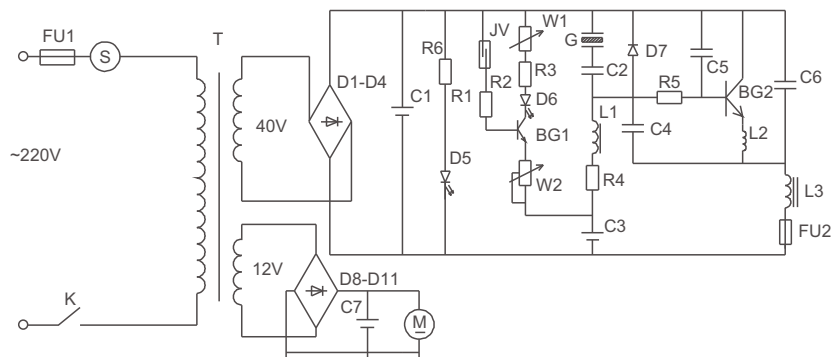 FU1
S
T
~220V
K
40V
12V
D1-D4
D8-D11
C7
M
C1
R6
R1
D5
JV
R2
W1
R3
D6
BG1
W2
G
C2
L1
R4
C3
D7
C4
R5
C5
BG2
L2
C6
L3
FU2